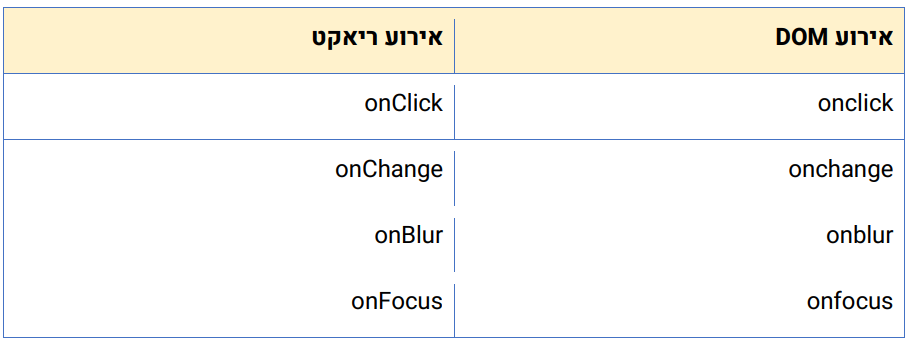 אירוע DOM
אירוע ריאקט
onclick
onClick
onchange
onChange
onblur
onBlur
onfocus
onFocus